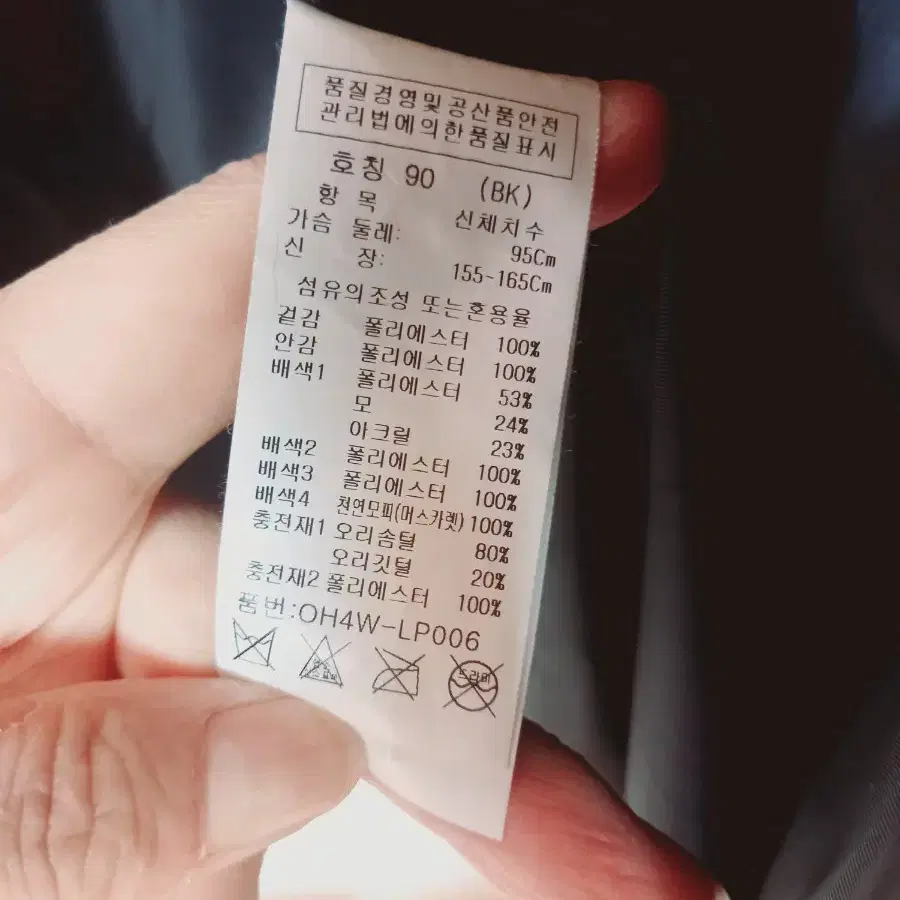 품질경영및 공산품안전
관리법에의한품질표시
호칭 90 (BK)
항 목 신체치수
가슴 둘레: 95Cm
신 장: 155-165Cm
섬유의조성 또는혼용율
겉감 폴리에스터 100%
안감 폴리에스터 100%
배색1 폴리에스터 53%
모 24%
아크릴 23%
배색2 폴리에스터 100%
배색3 폴리에스터 100%
배색4 천연모피(머스카렛) 100%
충전재1 오리솜털 80%
오리깃털 20%
충전재2 폴리에스터 100%
품번:OH4W-LP006
드라이